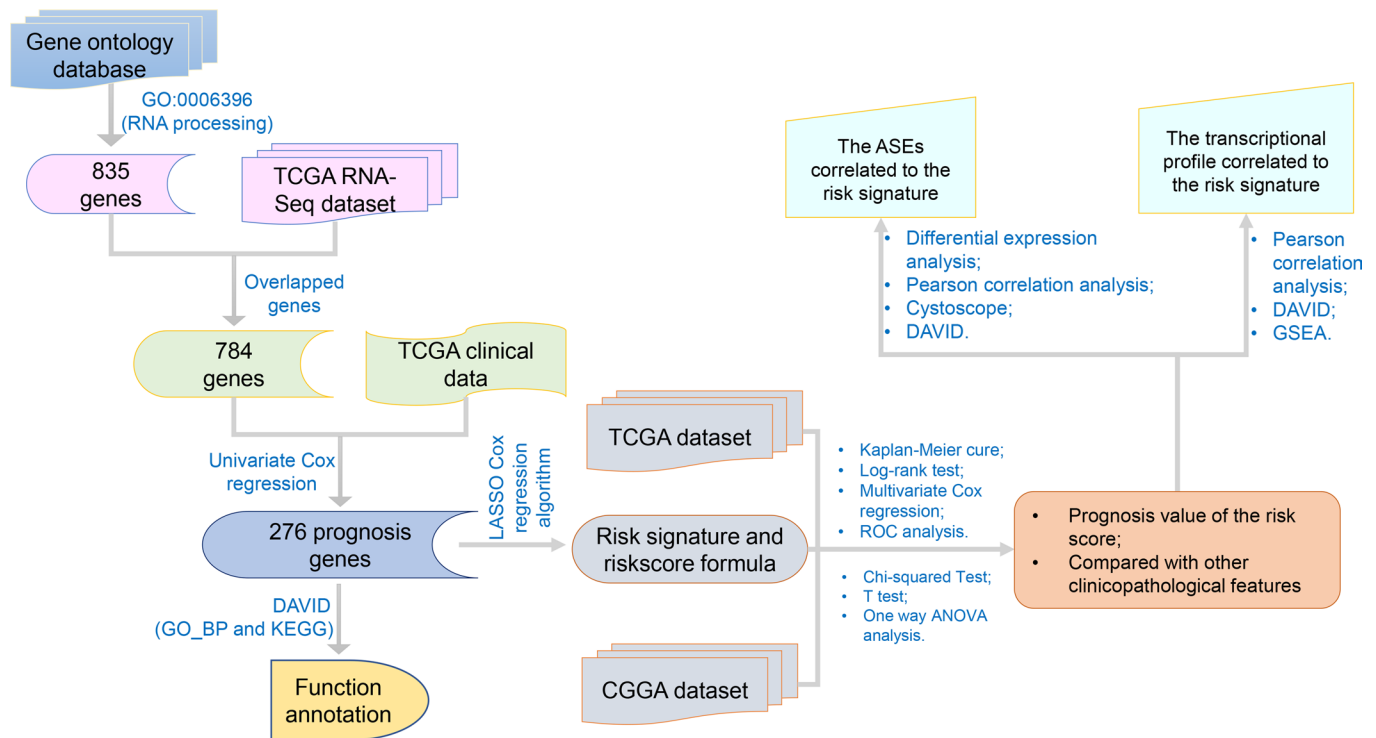 Gene ontology
database
GO:0006396
(RNA processing)
835
genes
TCGA RNA-
Seq dataset
Overlapped
genes
784
genes
TCGA clinical
data
Univariate Cox
regression
276 prognosis
genes
DAVID
(GO_BP and KEGG)
Function
annotation
LASSO Cox
regression
algorithm
TCGA dataset
Risk signature and
riskscore formula
CGGA dataset
• Kaplan-Meier cure;
• Log-rank test;
• Multivariate Cox
regression;
• ROC analysis.
• Chi-squared Test;
• T test;
• One way ANOVA
analysis.
• Prognosis value of the risk
score;
• Compared with other
clinicopathological features
The ASEs
correlated to the
risk signature
• Differential expression
analysis;
• Pearson correlation analysis;
• Cystoscope;
• DAVID.
The transcriptional
profile correlated to
the risk signature
• Pearson
correlation
analysis;
• DAVID;
• GSEA.